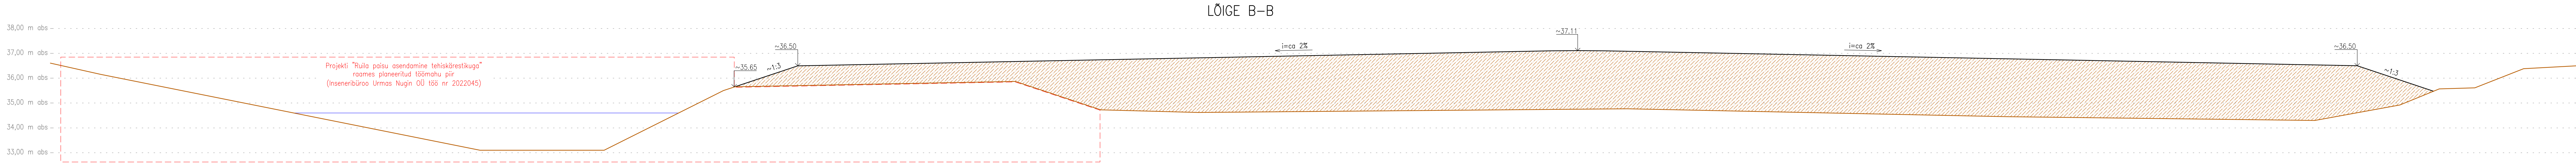 LÕIGE B-B
38,00 m abs
37,00 m abs
36,00 m abs
35,00 m abs
34,00 m abs
33,00 m abs
Projekti "Ruila paisu asendamine tehiskärestikuga"
raames planeeritud töömahu piir
(Inseneribüroo Urmas Nugin OÜ töö nr 2022045)
~35.65
~1:3
~36.50
i=ca 2%
~37.11
i=ca 2%
~36.50
~1:3